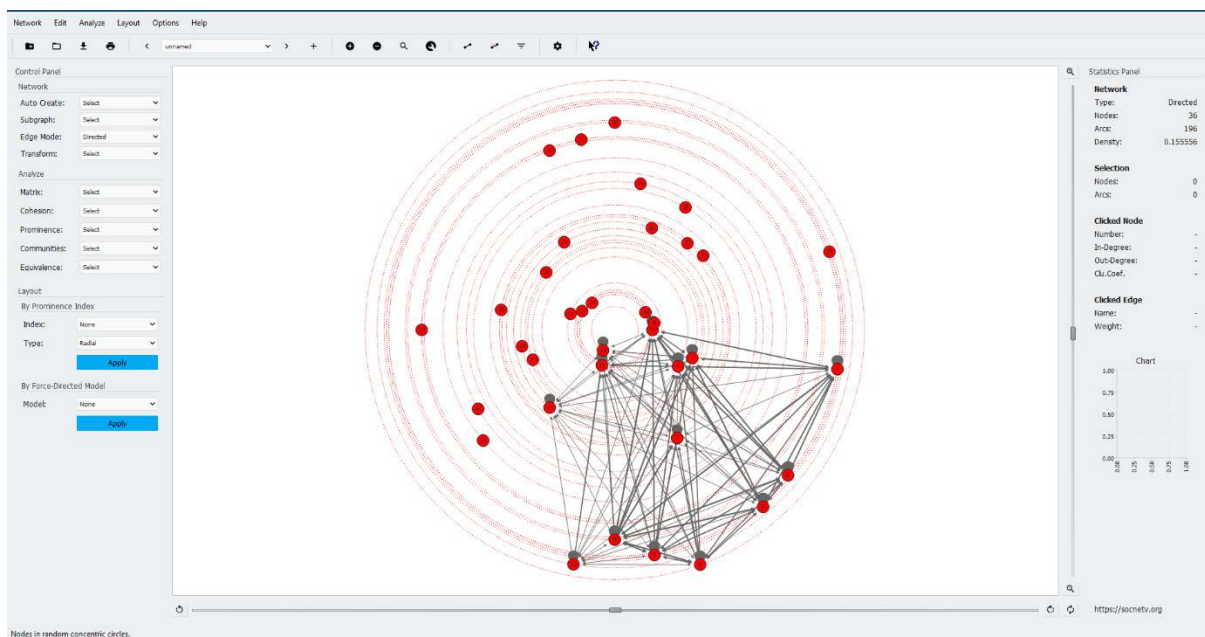 Network Edit Analyze Layout Options Help
unnamed
Control Panel
Network
Auto Create: Select
Subgraph: Select
Edge Mode: Directed
Transform: Select
Analyze
Matrix: Select
Cohesion: Select
Prominence: Select
Communities: Select
Equivalence: Select
Layout
By Prominence Index
Index: None
Type: Radial
Apply
By Force-Directed Model
Model: None
Apply
Statistics Panel
Network
Type: Directed
Nodes: 36
Arcs: 196
Density: 0.155556
Selection
Nodes: 0
Arcs: 0
Clicked Node
Number: -
In-Degree: -
Out-Degree: -
Clu.Coef. -
Clicked Edge
Name: -
Weight: -
Chart
1.00
0.75
0.50
0.25
0.00
0.00 0.25 0.50 0.75 1.00
https://socnetv.org
Nodes in random concentric circles.